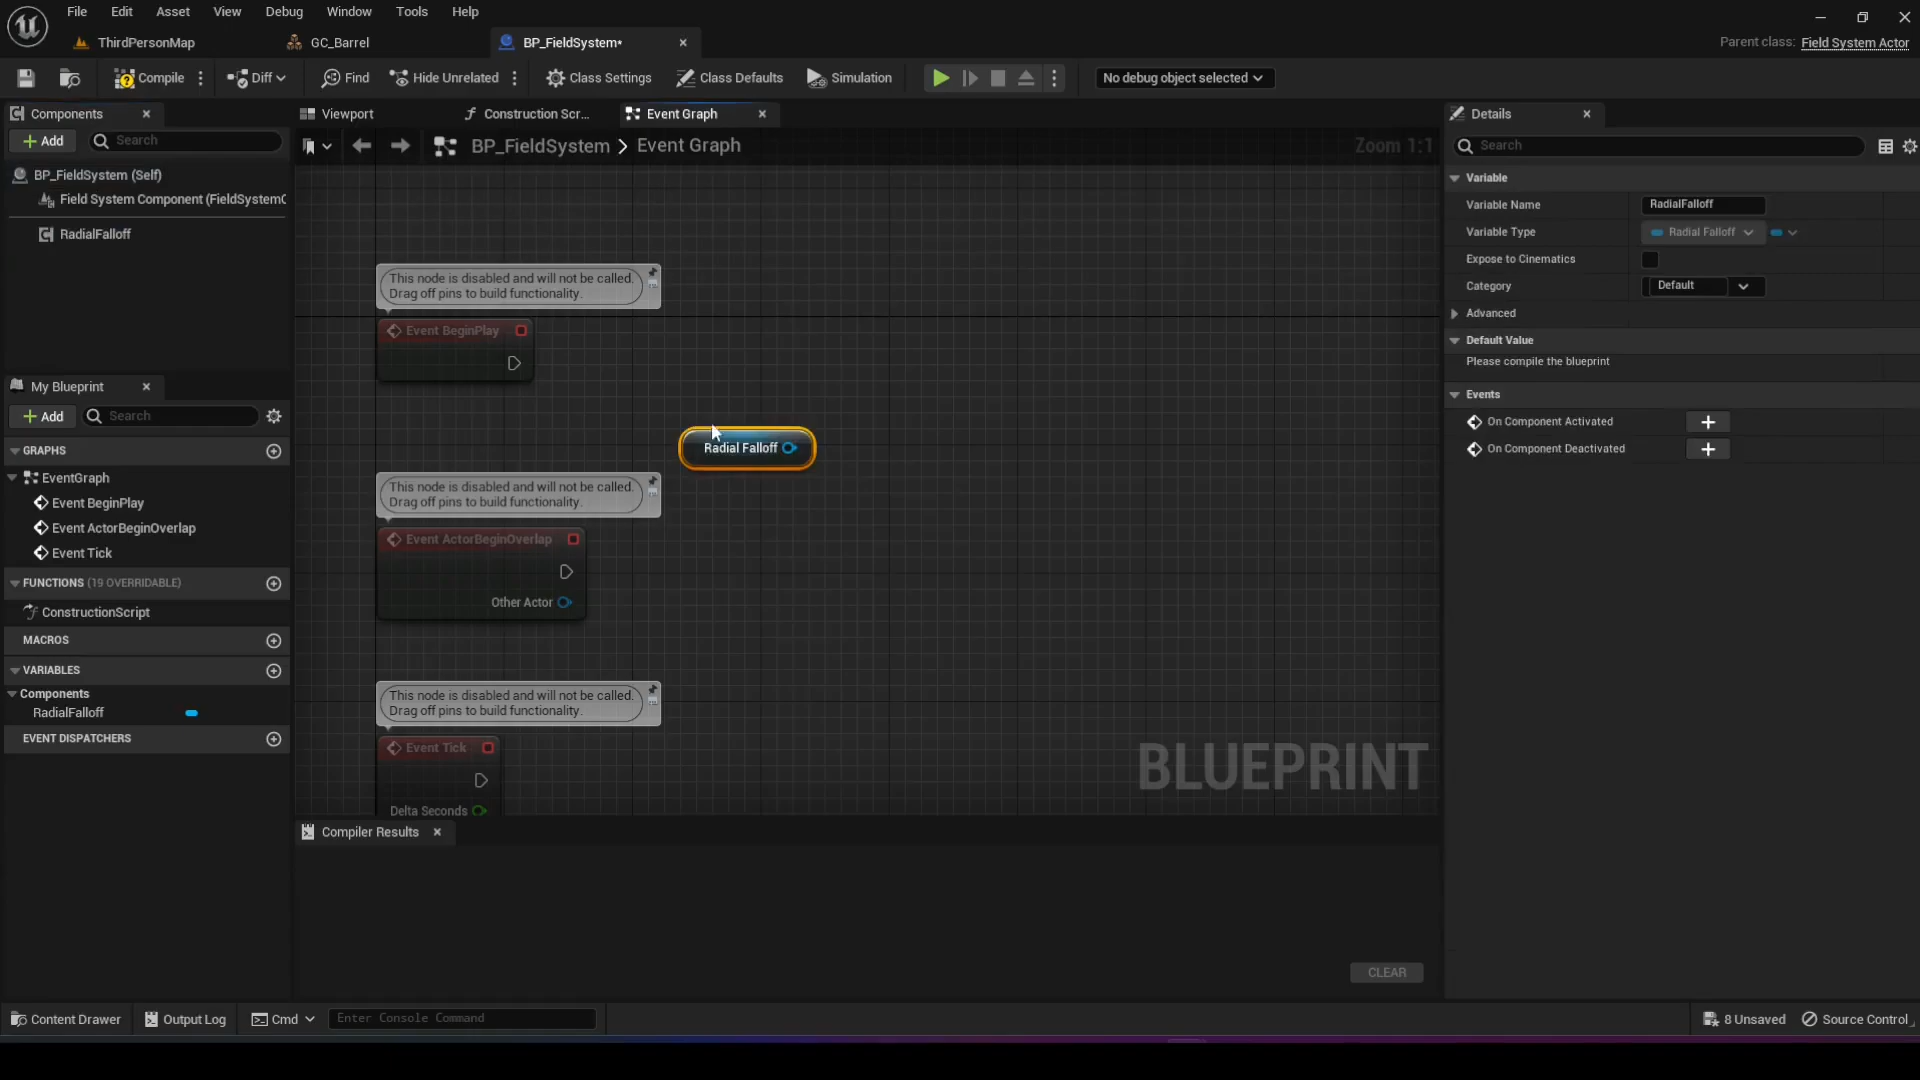 File Edit Asset View Debug Window Tools Help
ThirdPersonMap GC_Barrel BP_FieldSystem*
Parent class: Field System Actor
Compile Diff Find Hide Unrelated Class Settings Class Defaults Simulation No debug object selected
Components
Add Search
BP_FieldSystem (Self)
Field System Component (FieldSystemC
RadialFalloff
My Blueprint
Add Search
GRAPHS
EventGraph
Event BeginPlay
Event ActorBeginOverlap
Event Tick
FUNCTIONS (19 OVERRIDABLE)
ConstructionScript
MACROS
VARIABLES
Components
RadialFalloff
EVENT DISPATCHERS
Viewport Construction Scr... Event Graph
BP_FieldSystem > Event Graph Zoom 1:1
This node is disabled and will not be called.
Drag off pins to build functionality.
Event BeginPlay
Radial Falloff
This node is disabled and will not be called.
Drag off pins to build functionality.
Event ActorBeginOverlap
Other Actor
This node is disabled and will not be called.
Drag off pins to build functionality.
Event Tick
Delta Seconds
BLUEPRINT
Compiler Results
CLEAR
Details
Search
Variable
Variable Name RadialFalloff
Variable Type Radial Falloff
Expose to Cinematics
Category Default
Advanced
Default Value
Please compile the blueprint
Events
On Component Activated
On Component Deactivated
Content Drawer Output Log Cmd Enter Console Command 8 Unsaved Source Control